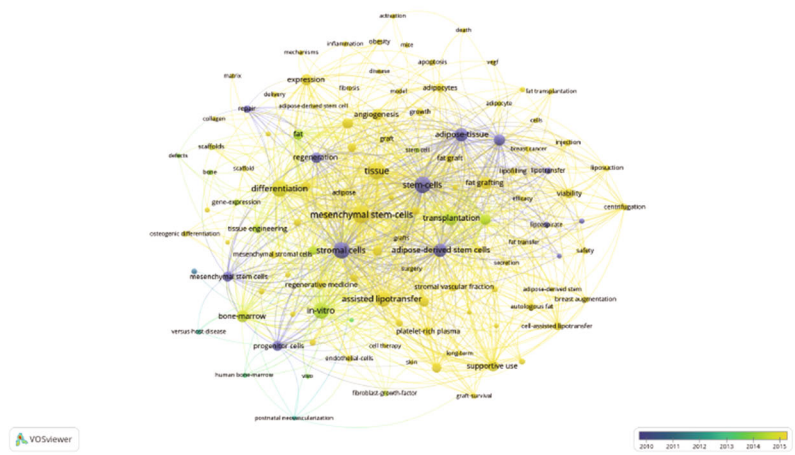 activation
death
inflammation
obesity
mice
mechanisms
disease
apoptosis
vegf
matrix
expression
fibrosis
model
adipocytes
fat transplantation
delivery
repair
adipose-derived stem cell
growth
adipocyte
collagen
angiogenesis
cells
fat
graft
adipose-tissue
injection
scaffolds
stem-cell
breast cancer
defects
regeneration
fat graft
bone
scaffold
tissue
lipofilling
lipotransfer
liposuction
differentiation
adipose
stem-cells
fat grafting
viability
gene-expression
efficacy
centrifugation
mesenchymal stem-cells
transplantation
tissue engineering
lipoaspirate
osteogenic differentiation
grafts
fat transfer
mesenchymal stromal cells
stromal cells
adipose-derived stem cells
safety
secretion
mesenchymal stem cells
surgery
regenerative medicine
stromal vascular fraction
adipose-derived stem
assisted lipotransfer
breast augmentation
autologous fat
bone-marrow
in-vitro
versus-host-disease
platelet-rich plasma
cell-assisted lipotransfer
progenitor cells
cell therapy
long-term
endothelial-cells
skin
supportive use
human bone-marrow
vivo
fibroblast-growth-factor
graft survival
postnatal neovascularization
VOSviewer
2010 2011 2012 2013 2014 2015